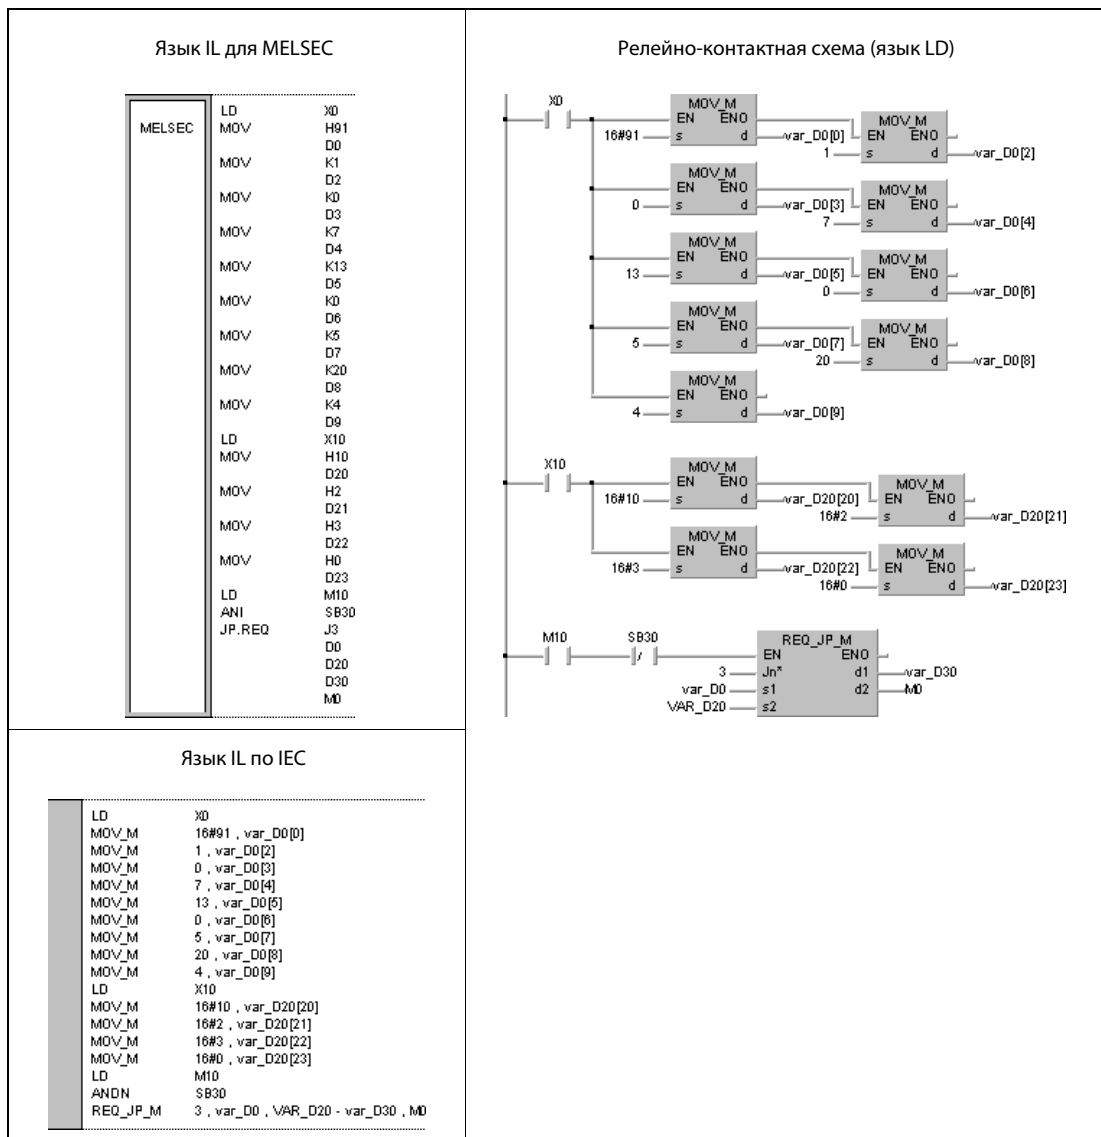 Язык IL для MELSEC
MELSEC
LD X0
MOV H91
D0
MOV K1
D2
MOV K0
D3
MOV K7
D4
MOV K13
D5
MOV K0
D6
MOV K5
D7
MOV K20
D8
MOV K4
D9
LD X10
MOV H10
D20
MOV H2
D21
MOV H3
D22
MOV H0
D23
LD M10
ANI SB30
JP.REQ J3
D0
D20
D30
M0
Релейно-контактная схема (язык LD)
X0
MOV_M
EN ENO
16#91 s d var_D0[0]
MOV_M
EN ENO
1 s d var_D0[2]
MOV_M
EN ENO
0 s d var_D0[3]
MOV_M
EN ENO
7 s d var_D0[4]
MOV_M
EN ENO
13 s d var_D0[5]
MOV_M
EN ENO
0 s d var_D0[6]
MOV_M
EN ENO
5 s d var_D0[7]
MOV_M
EN ENO
20 s d var_D0[8]
MOV_M
EN ENO
4 s d var_D0[9]
X10
MOV_M
EN ENO
16#10 s d var_D20[20]
MOV_M
EN ENO
16#2 s d var_D20[21]
MOV_M
EN ENO
16#3 s d var_D20[22]
MOV_M
EN ENO
16#0 s d var_D20[23]
M10 SB30
REQ_JP_M
EN ENO
3 Jn* d1 var_D30
var_D0 s1 d2 M0
VAR_D20 s2
Язык IL по IEC
LD X0
MOV_M 16#91 , var_D0[0]
MOV_M 1 , var_D0[2]
MOV_M 0 , var_D0[3]
MOV_M 7 , var_D0[4]
MOV_M 13 , var_D0[5]
MOV_M 0 , var_D0[6]
MOV_M 5 , var_D0[7]
MOV_M 20 , var_D0[8]
MOV_M 4 , var_D0[9]
LD X10
MOV_M 16#10 , var_D20[20]
MOV_M 16#2 , var_D20[21]
MOV_M 16#3 , var_D20[22]
MOV_M 16#0 , var_D20[23]
LD M10
ANDN SB30
REQ_JP_M 3 , var_D0 , VAR_D20 - var_D30 , M0